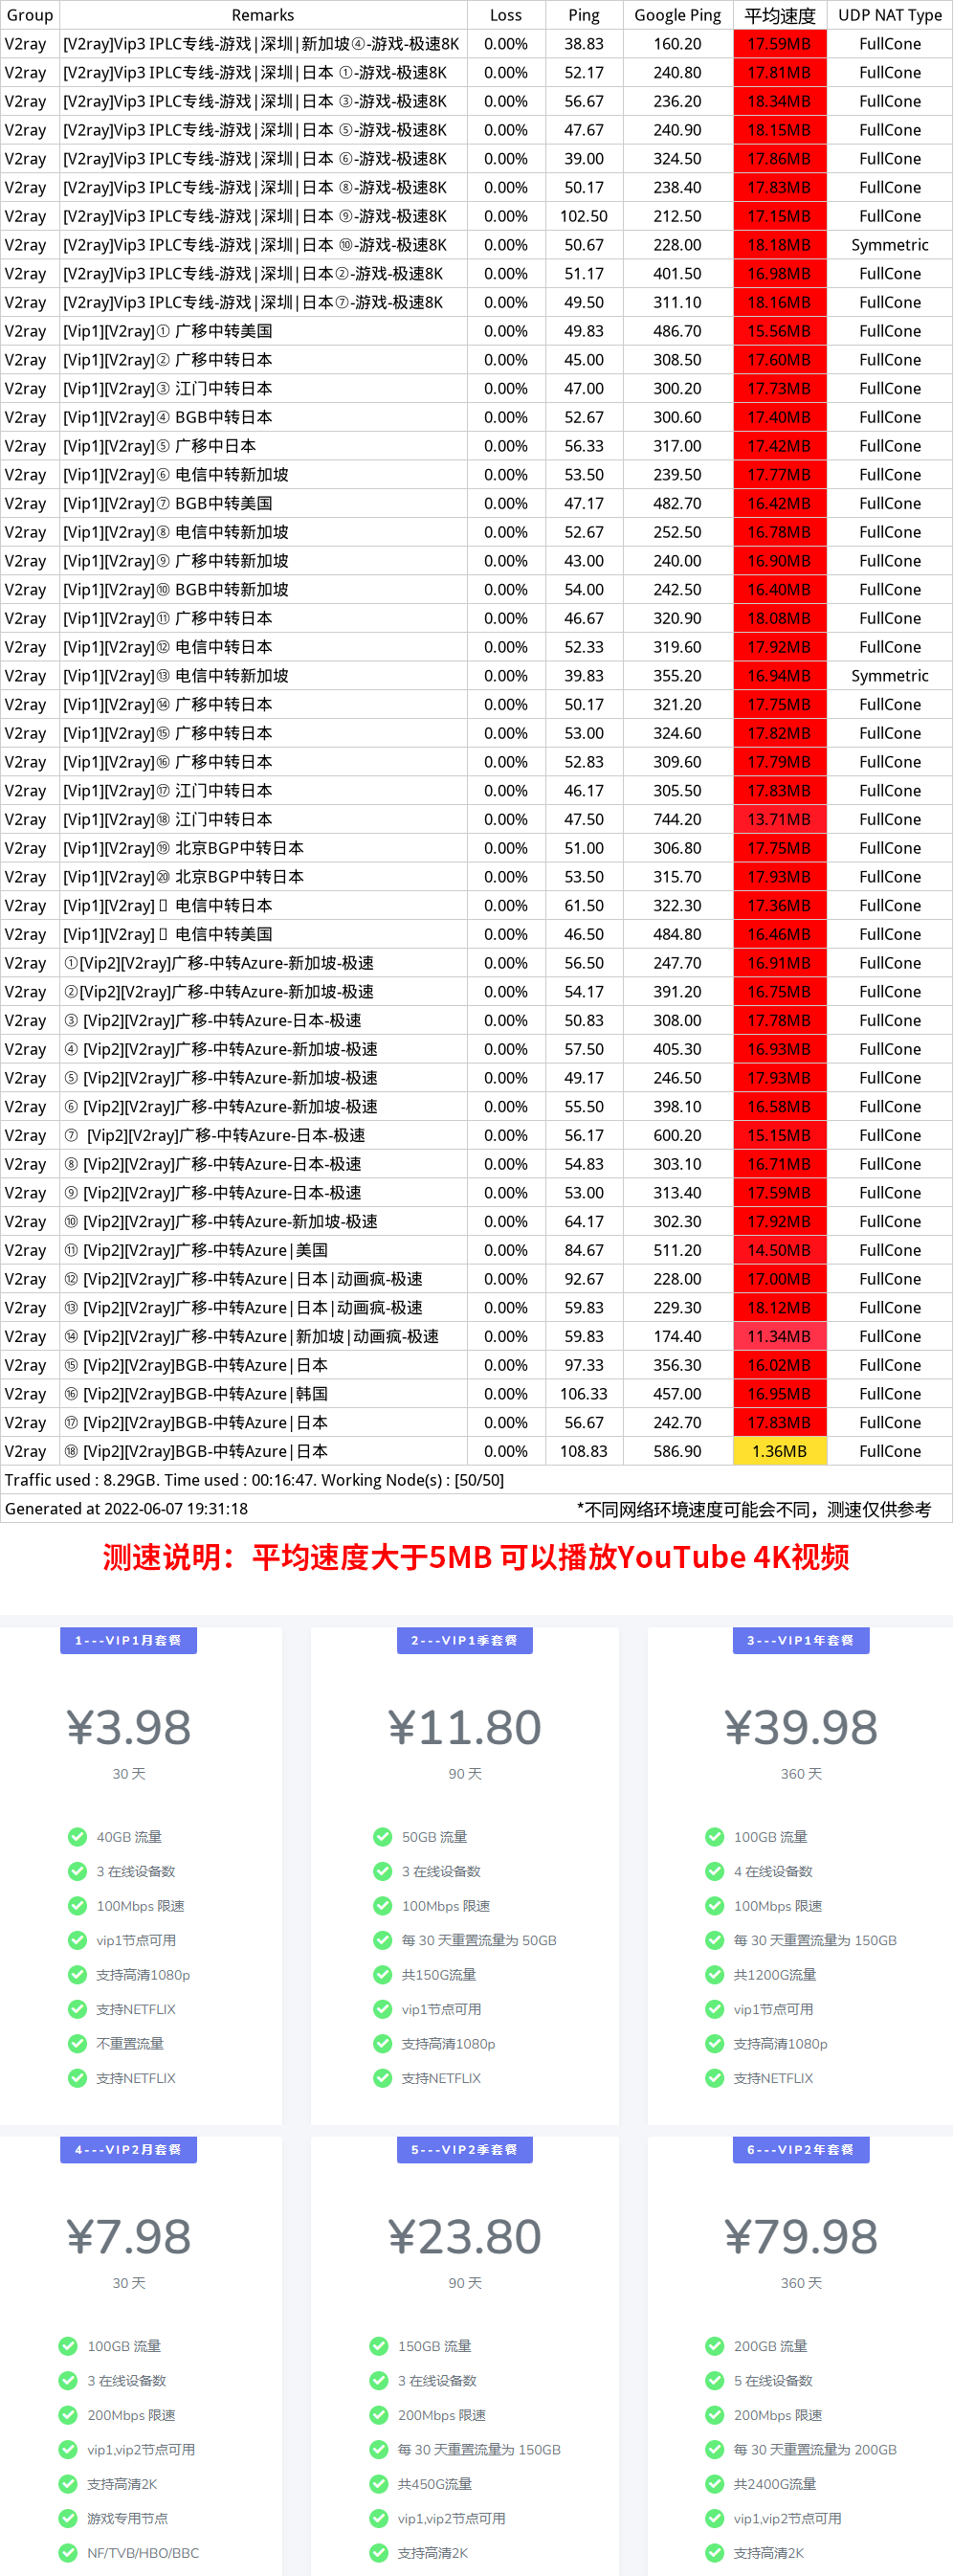 Group Remarks Loss Ping Google Ping 平均速度 UDP NAT Type
V2ray [V2ray]Vip3 IPLC专线-游戏|深圳|新加坡④-游戏-极速8K 0.00% 38.83 160.20 17.59MB FullCone
V2ray [V2ray]Vip3 IPLC专线-游戏|深圳|日本 ①-游戏-极速8K 0.00% 52.17 240.80 17.81MB FullCone
V2ray [V2ray]Vip3 IPLC专线-游戏|深圳|日本 ③-游戏-极速8K 0.00% 56.67 236.20 18.34MB FullCone
V2ray [V2ray]Vip3 IPLC专线-游戏|深圳|日本 ⑤-游戏-极速8K 0.00% 47.67 240.90 18.15MB FullCone
V2ray [V2ray]Vip3 IPLC专线-游戏|深圳|日本 ⑥-游戏-极速8K 0.00% 39.00 324.50 17.86MB FullCone
V2ray [V2ray]Vip3 IPLC专线-游戏|深圳|日本 ⑧-游戏-极速8K 0.00% 50.17 238.40 17.83MB FullCone
V2ray [V2ray]Vip3 IPLC专线-游戏|深圳|日本 ⑨-游戏-极速8K 0.00% 102.50 212.50 17.15MB FullCone
V2ray [V2ray]Vip3 IPLC专线-游戏|深圳|日本 ⑩-游戏-极速8K 0.00% 50.67 228.00 18.18MB Symmetric
V2ray [V2ray]Vip3 IPLC专线-游戏|深圳|日本②-游戏-极速8K 0.00% 51.17 401.50 16.98MB FullCone
V2ray [V2ray]Vip3 IPLC专线-游戏|深圳|日本⑦-游戏-极速8K 0.00% 49.50 311.10 18.16MB FullCone
V2ray [Vip1][V2ray]① 广移中转美国 0.00% 49.83 486.70 15.56MB FullCone
V2ray [Vip1][V2ray]② 广移中转日本 0.00% 45.00 308.50 17.60MB FullCone
V2ray [Vip1][V2ray]③ 江门中转日本 0.00% 47.00 300.20 17.73MB FullCone
V2ray [Vip1][V2ray]④ BGB中转日本 0.00% 52.67 300.60 17.40MB FullCone
V2ray [Vip1][V2ray]⑤ 广移中日本 0.00% 56.33 317.00 17.42MB FullCone
V2ray [Vip1][V2ray]⑥ 电信中转新加坡 0.00% 53.50 239.50 17.77MB FullCone
V2ray [Vip1][V2ray]⑦ BGB中转美国 0.00% 47.17 482.70 16.42MB FullCone
V2ray [Vip1][V2ray]⑧ 电信中转新加坡 0.00% 52.67 252.50 16.78MB FullCone
V2ray [Vip1][V2ray]⑨ 广移中转新加坡 0.00% 43.00 240.00 16.90MB FullCone
V2ray [Vip1][V2ray]⑩ BGB中转新加坡 0.00% 54.00 242.50 16.40MB FullCone
V2ray [Vip1][V2ray]⑪ 广移中转日本 0.00% 46.67 320.90 18.08MB FullCone
V2ray [Vip1][V2ray]⑫ 电信中转日本 0.00% 52.33 319.60 17.92MB FullCone
V2ray [Vip1][V2ray]⑬ 电信中转新加坡 0.00% 39.83 355.20 16.94MB Symmetric
V2ray [Vip1][V2ray]⑭ 广移中转日本 0.00% 50.17 321.20 17.75MB FullCone
V2ray [Vip1][V2ray]⑮ 广移中转日本 0.00% 53.00 324.60 17.82MB FullCone
V2ray [Vip1][V2ray]⑯ 广移中转日本 0.00% 52.83 309.60 17.79MB FullCone
V2ray [Vip1][V2ray]⑰ 江门中转日本 0.00% 46.17 305.50 17.83MB FullCone
V2ray [Vip1][V2ray]⑱ 江门中转日本 0.00% 47.50 744.20 13.71MB FullCone
V2ray [Vip1][V2ray]⑲ 北京BGP中转日本 0.00% 51.00 306.80 17.75MB FullCone
V2ray [Vip1][V2ray]⑳ 北京BGP中转日本 0.00% 53.50 315.70 17.93MB FullCone
V2ray [Vip1][V2ray] ▯ 电信中转日本 0.00% 61.50 322.30 17.36MB FullCone
V2ray [Vip1][V2ray] ▯ 电信中转美国 0.00% 46.50 484.80 16.46MB FullCone
V2ray ①[Vip2][V2ray]广移-中转Azure-新加坡-极速 0.00% 56.50 247.70 16.91MB FullCone
V2ray ②[Vip2][V2ray]广移-中转Azure-新加坡-极速 0.00% 54.17 391.20 16.75MB FullCone
V2ray ③ [Vip2][V2ray]广移-中转Azure-日本-极速 0.00% 50.83 308.00 17.78MB FullCone
V2ray ④ [Vip2][V2ray]广移-中转Azure-新加坡-极速 0.00% 57.50 405.30 16.93MB FullCone
V2ray ⑤ [Vip2][V2ray]广移-中转Azure-新加坡-极速 0.00% 49.17 246.50 17.93MB FullCone
V2ray ⑥ [Vip2][V2ray]广移-中转Azure-新加坡-极速 0.00% 55.50 398.10 16.58MB FullCone
V2ray ⑦ [Vip2][V2ray]广移-中转Azure-日本-极速 0.00% 56.17 600.20 15.15MB FullCone
V2ray ⑧ [Vip2][V2ray]广移-中转Azure-日本-极速 0.00% 54.83 303.10 16.71MB FullCone
V2ray ⑨ [Vip2][V2ray]广移-中转Azure-日本-极速 0.00% 53.00 313.40 17.59MB FullCone
V2ray ⑩ [Vip2][V2ray]广移-中转Azure-新加坡-极速 0.00% 64.17 302.30 17.92MB FullCone
V2ray ⑪ [Vip2][V2ray]广移-中转Azure|美国 0.00% 84.67 511.20 14.50MB FullCone
V2ray ⑫ [Vip2][V2ray]广移-中转Azure|日本|动画疯-极速 0.00% 92.67 228.00 17.00MB FullCone
V2ray ⑬ [Vip2][V2ray]广移-中转Azure|日本|动画疯-极速 0.00% 59.83 229.30 18.12MB FullCone
V2ray ⑭ [Vip2][V2ray]广移-中转Azure|新加坡|动画疯-极速 0.00% 59.83 174.40 11.34MB FullCone
V2ray ⑮ [Vip2][V2ray]BGB-中转Azure|日本 0.00% 97.33 356.30 16.02MB FullCone
V2ray ⑯ [Vip2][V2ray]BGB-中转Azure|韩国 0.00% 106.33 457.00 16.95MB FullCone
V2ray ⑰ [Vip2][V2ray]BGB-中转Azure|日本 0.00% 56.67 242.70 17.83MB FullCone
V2ray ⑱ [Vip2][V2ray]BGB-中转Azure|日本 0.00% 108.83 586.90 1.36MB FullCone
Traffic used : 8.29GB. Time used : 00:16:47. Working Node(s) : [50/50]
Generated at 2022-06-07 19:31:18 *不同网络环境速度可能会不同，测速仅供参考
测速说明：平均速度大于5MB 可以播放YouTube 4K视频
1---VIP1月套餐 2---VIP1季套餐 3---VIP1年套餐
¥3.98 ¥11.80 ¥39.98
30 天 90 天 360 天
40GB 流量 50GB 流量 100GB 流量
3 在线设备数 3 在线设备数 4 在线设备数
100Mbps 限速 100Mbps 限速 100Mbps 限速
vip1节点可用 每 30 天重置流量为 50GB 每 30 天重置流量为 150GB
支持高清1080p 共150G流量 共1200G流量
支持NETFLIX vip1节点可用 vip1节点可用
不重置流量 支持高清1080p 支持高清1080p
支持NETFLIX 支持NETFLIX 支持NETFLIX
4---VIP2月套餐 5---VIP2季套餐 6---VIP2年套餐
¥7.98 ¥23.80 ¥79.98
30 天 90 天 360 天
100GB 流量 150GB 流量 200GB 流量
3 在线设备数 3 在线设备数 5 在线设备数
200Mbps 限速 200Mbps 限速 200Mbps 限速
vip1,vip2节点可用 每 30 天重置流量为 150GB 每 30 天重置流量为 200GB
支持高清2K 共450G流量 共2400G流量
游戏专用节点 vip1,vip2节点可用 vip1,vip2节点可用
NF/TVB/HBO/BBC 支持高清2K 支持高清2K